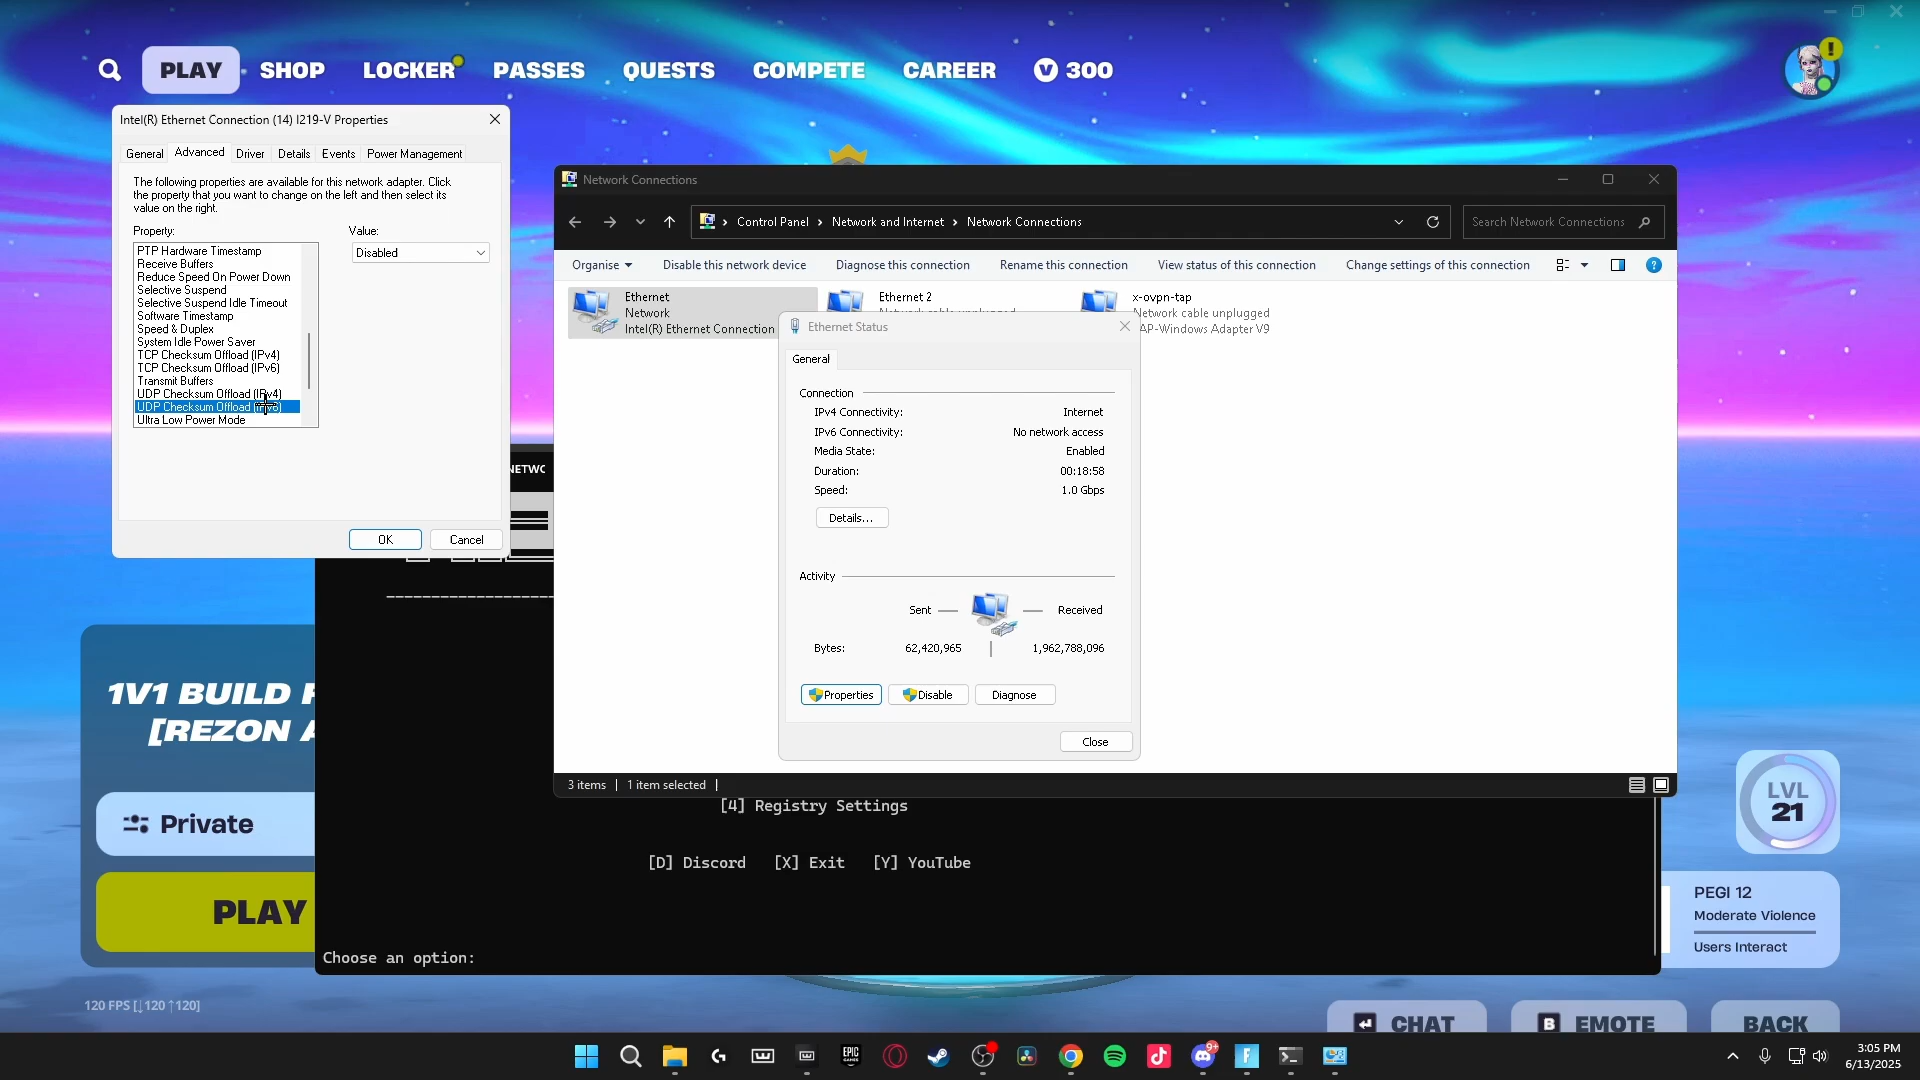 PLAY
SHOP
LOCKER
PASSES
QUESTS
COMPETE
CAREER
V 300
!
Intel(R) Ethernet Connection (14) I219-V Properties
General
Advanced
Driver
Details
Events
Power Management
The following properties are available for this network adapter. Click
the property that you want to change on the left and then select its
value on the right.
Property:
Value:
PTP Hardware Timestamp
Receive Buffers
Reduce Speed On Power Down
Selective Suspend
Selective Suspend Idle Timeout
Software Timestamp
Speed & Duplex
System Idle Power Saver
TCP Checksum Offload (IPv4)
TCP Checksum Offload (IPv6)
Transmit Buffers
UDP Checksum Offload (IPv4)
UDP Checksum Offload (IPv6)
Ultra Low Power Mode
Disabled
OK
Cancel
Network Connections
Control Panel > Network and Internet > Network Connections
Search Network Connections
Organise
Disable this network device
Diagnose this connection
Rename this connection
View status of this connection
Change settings of this connection
?
Ethernet
Network
Intel(R) Ethernet Connection
Ethernet 2
Network cable unplugged
x-ovpn-tap
Network cable unplugged
AP-Windows Adapter V9
Ethernet Status
General
Connection
IPv4 Connectivity: Internet
IPv6 Connectivity: No network access
Media State: Enabled
Duration: 00:18:58
Speed: 1.0 Gbps
Details...
Activity
Sent
Received
Bytes: 62,420,965 1,962,788,096
Properties
Disable
Diagnose
Close
3 items
1 item selected
NETWO
[4] Registry Settings
[D] Discord [X] Exit [Y] YouTube
Choose an option:
1V1 BUILD F
[REZON A
Private
PLAY
120 FPS [↓120 ↑120]
LVL
21
PEGI 12
Moderate Violence
Users Interact
CHAT
B EMOTE
BACK
EPIC
GAMES
9+
3:05 PM
6/13/2025